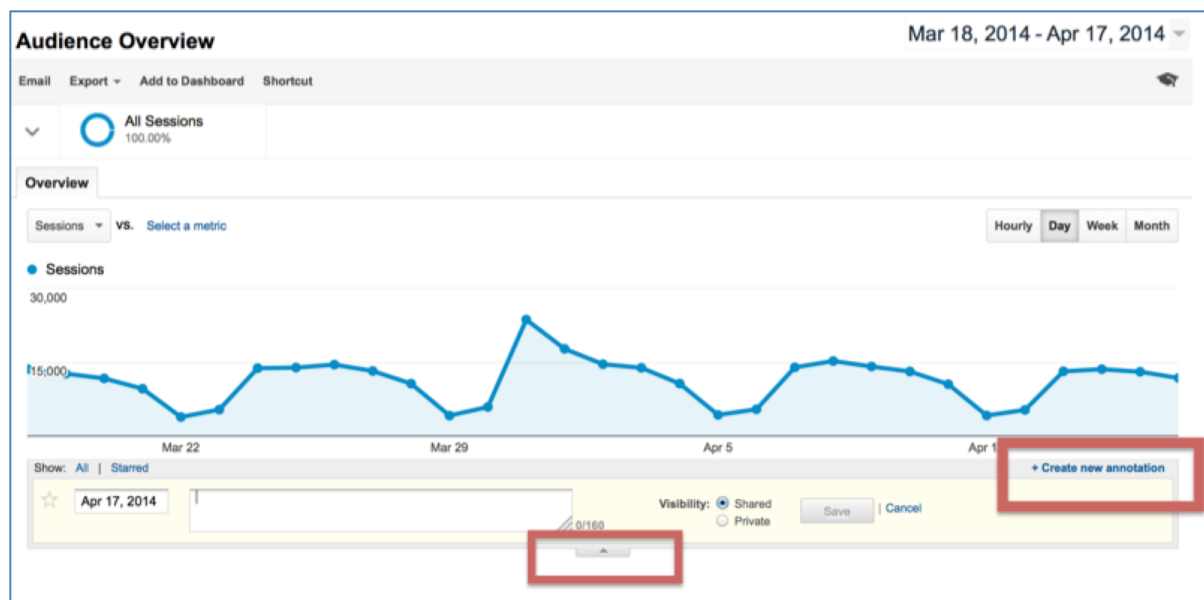 Audience Overview
Mar 18, 2014 - Apr 17, 2014
Email Export Add to Dashboard Shortcut
All Sessions
100.00%
Overview
Sessions VS. Select a metric
Hourly Day Week Month
Sessions
30,000
15,000
Mar 22 Mar 29 Apr 5 Apr 1
Show: All | Starred
+ Create new annotation
Apr 17, 2014
0/160
Visibility: Shared
Private
Save | Cancel